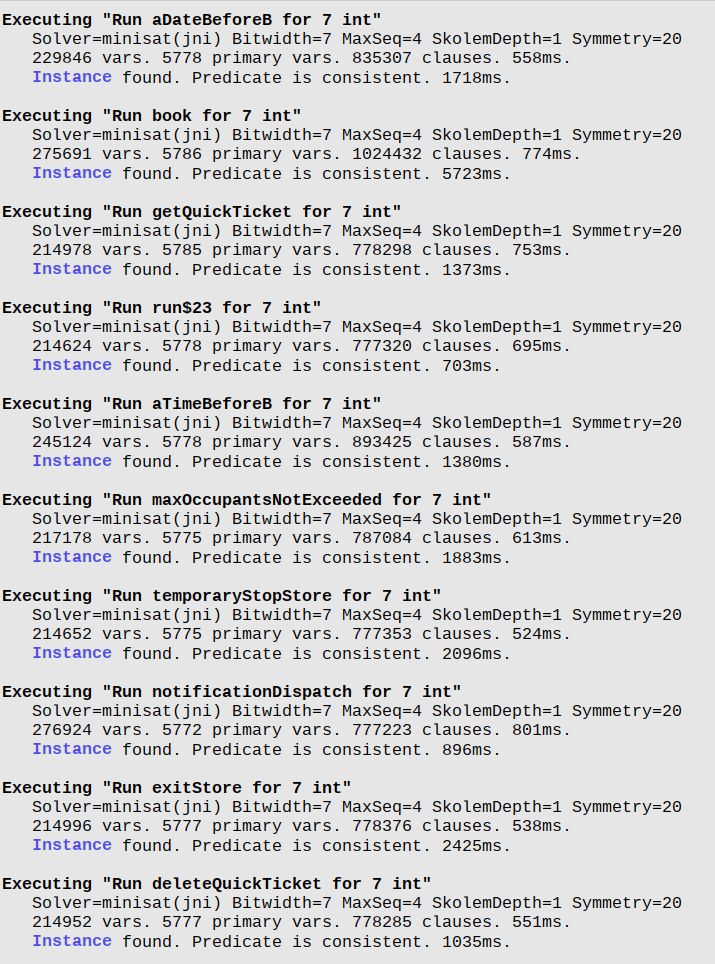 Executing "Run aDateBeforeB for 7 int"
Solver=minisat(jni) Bitwidth=7 MaxSeq=4 SkolemDepth=1 Symmetry=20
229846 vars. 5778 primary vars. 835307 clauses. 558ms.
Instance found. Predicate is consistent. 1718ms.
Executing "Run book for 7 int"
Solver=minisat(jni) Bitwidth=7 MaxSeq=4 SkolemDepth=1 Symmetry=20
275691 vars. 5786 primary vars. 1024432 clauses. 774ms.
Instance found. Predicate is consistent. 5723ms.
Executing "Run getQuickTicket for 7 int"
Solver=minisat(jni) Bitwidth=7 MaxSeq=4 SkolemDepth=1 Symmetry=20
214978 vars. 5785 primary vars. 778298 clauses. 753ms.
Instance found. Predicate is consistent. 1373ms.
Executing "Run run$23 for 7 int"
Solver=minisat(jni) Bitwidth=7 MaxSeq=4 SkolemDepth=1 Symmetry=20
214624 vars. 5778 primary vars. 777320 clauses. 695ms.
Instance found. Predicate is consistent. 703ms.
Executing "Run aTimeBeforeB for 7 int"
Solver=minisat(jni) Bitwidth=7 MaxSeq=4 SkolemDepth=1 Symmetry=20
245124 vars. 5778 primary vars. 893425 clauses. 587ms.
Instance found. Predicate is consistent. 1380ms.
Executing "Run maxOccupantsNotExceeded for 7 int"
Solver=minisat(jni) Bitwidth=7 MaxSeq=4 SkolemDepth=1 Symmetry=20
217178 vars. 5775 primary vars. 787084 clauses. 613ms.
Instance found. Predicate is consistent. 1883ms.
Executing "Run temporaryStopStore for 7 int"
Solver=minisat(jni) Bitwidth=7 MaxSeq=4 SkolemDepth=1 Symmetry=20
214652 vars. 5775 primary vars. 777353 clauses. 524ms.
Instance found. Predicate is consistent. 2096ms.
Executing "Run notificationDispatch for 7 int"
Solver=minisat(jni) Bitwidth=7 MaxSeq=4 SkolemDepth=1 Symmetry=20
276924 vars. 5772 primary vars. 777223 clauses. 801ms.
Instance found. Predicate is consistent. 896ms.
Executing "Run exitStore for 7 int"
Solver=minisat(jni) Bitwidth=7 MaxSeq=4 SkolemDepth=1 Symmetry=20
214996 vars. 5777 primary vars. 778376 clauses. 538ms.
Instance found. Predicate is consistent. 2425ms.
Executing "Run deleteQuickTicket for 7 int"
Solver=minisat(jni) Bitwidth=7 MaxSeq=4 SkolemDepth=1 Symmetry=20
214952 vars. 5777 primary vars. 778285 clauses. 551ms.
Instance found. Predicate is consistent. 1035ms.